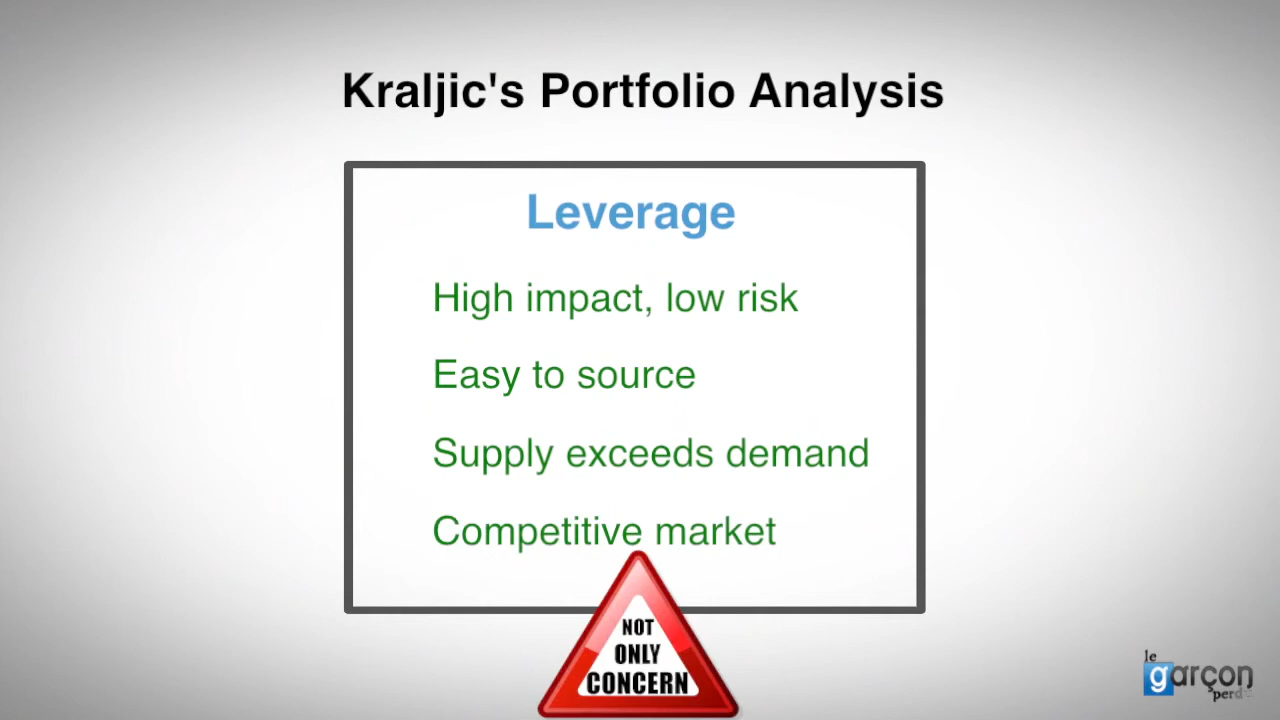 Kraljic's Portfolio Analysis
Leverage
High impact, low risk
Easy to source
Supply exceeds demand
Competitive market
NOT
ONLY
CONCERN
le
garçon